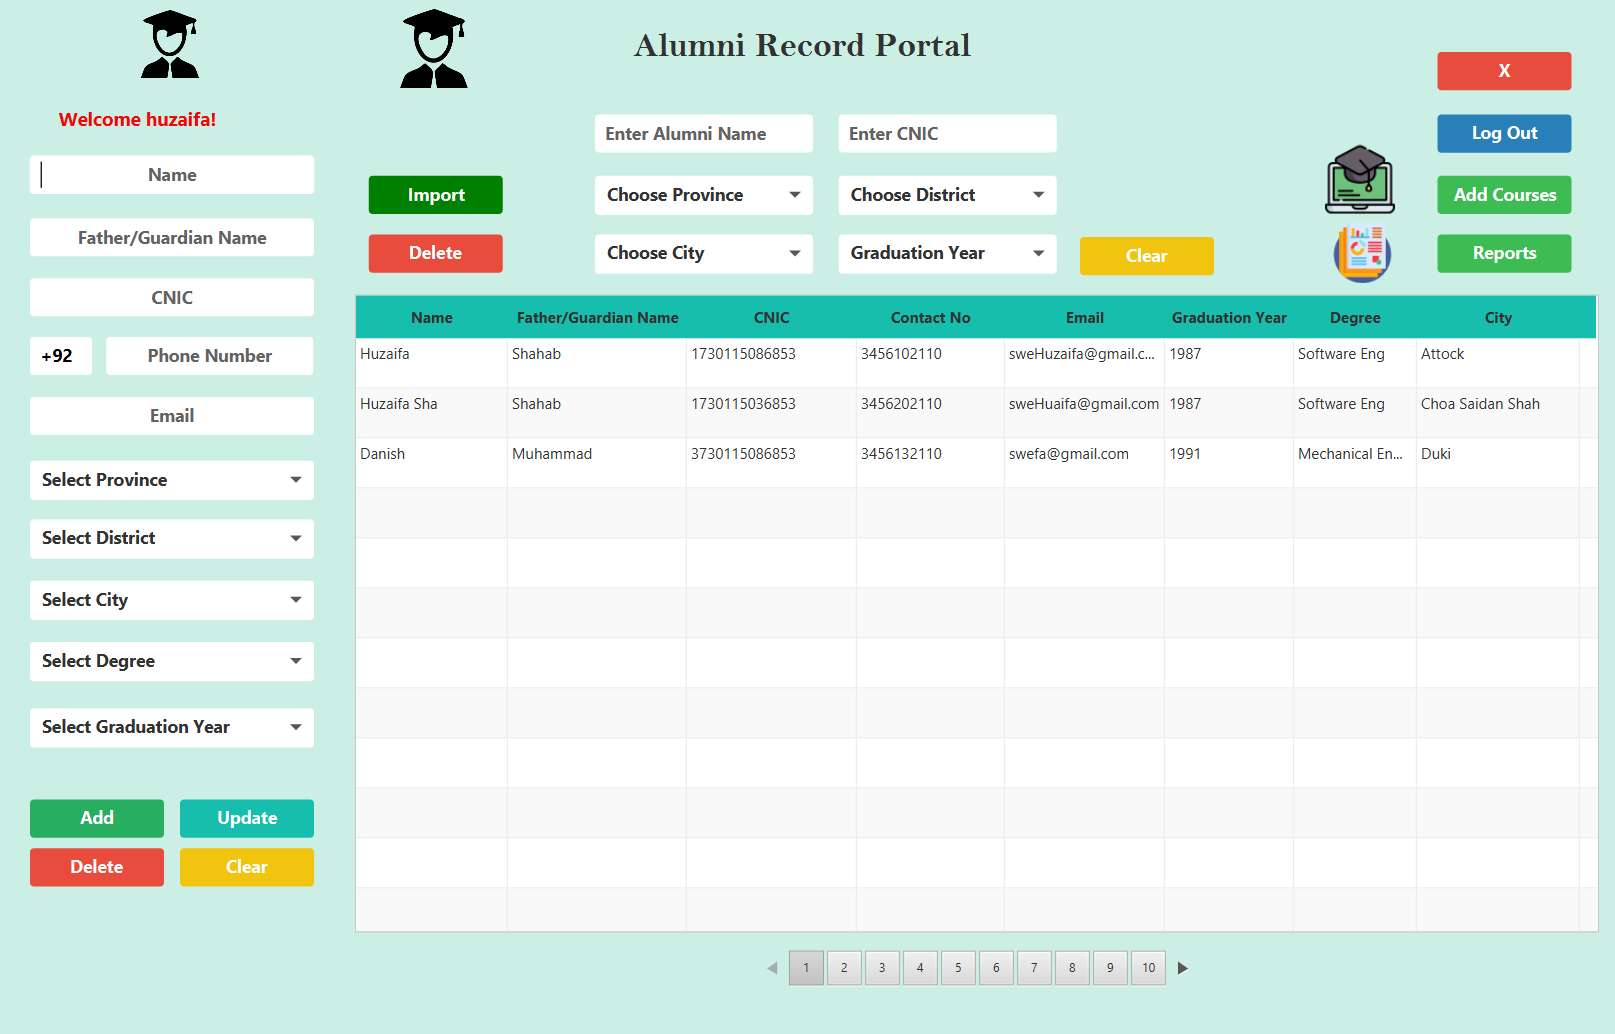 Alumni Record Portal
X
Welcome huzaifa!
Enter Alumni Name
Enter CNIC
Log Out
Name
Import
Choose Province
Choose District
Add Courses
Father/Guardian Name
Delete
Choose City
Graduation Year
Clear
Reports
CNIC
+92
Phone Number
Email
Select Province
Select District
Select City
Select Degree
Select Graduation Year
Add
Update
Delete
Clear
Name Father/Guardian Name CNIC Contact No Email Graduation Year Degree City
Huzaifa Shahab 1730115086853 3456102110 sweHuzaifa@gmail.c... 1987 Software Eng Attock
Huzaifa Sha Shahab 1730115036853 3456202110 sweHuaifa@gmail.com 1987 Software Eng Choa Saidan Shah
Danish Muhammad 3730115086853 3456132110 swefa@gmail.com 1991 Mechanical En... Duki
1 2 3 4 5 6 7 8 9 10